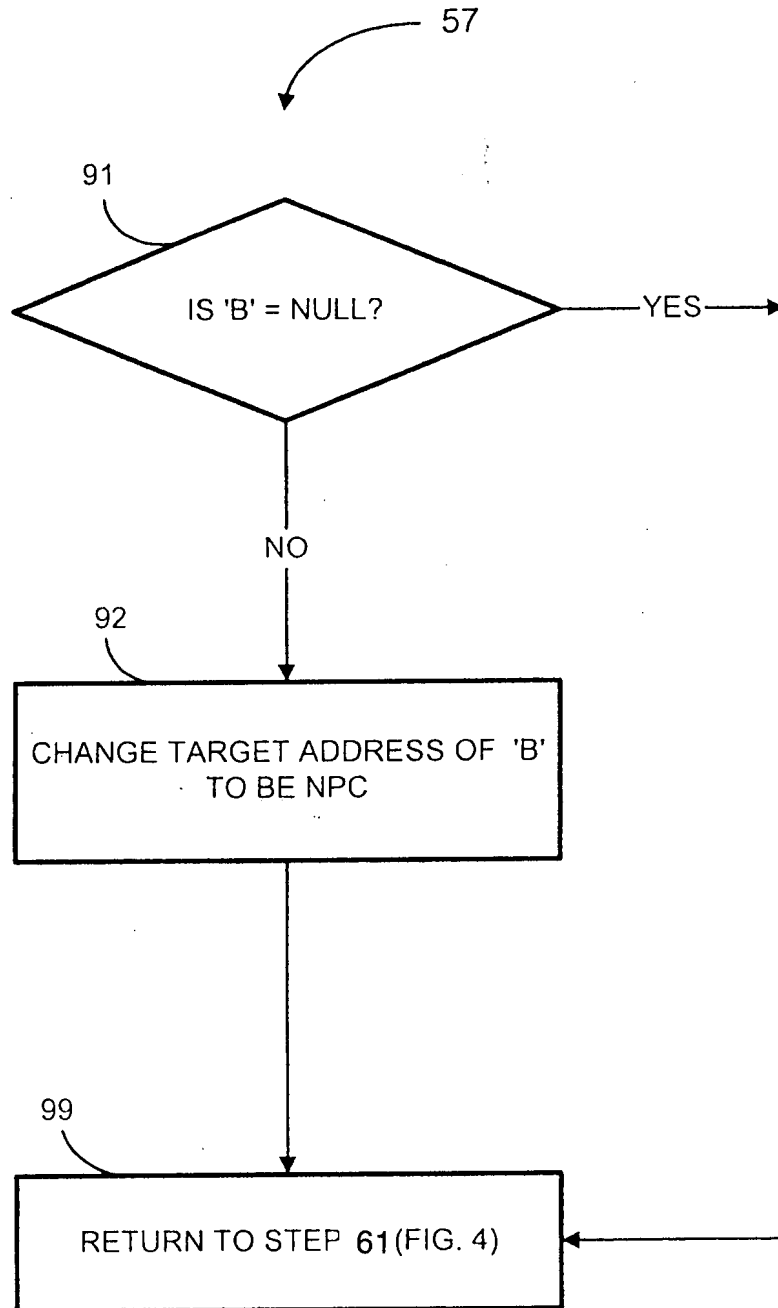 57
91
IS 'B' = NULL?
YES
NO
92
CHANGE TARGET ADDRESS OF 'B'
TO BE NPC
99
RETURN TO STEP 61(FIG. 4)